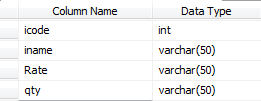 Column Name Data Type
icode int
iname varchar(50)
Rate varchar(50)
qty varchar(50)